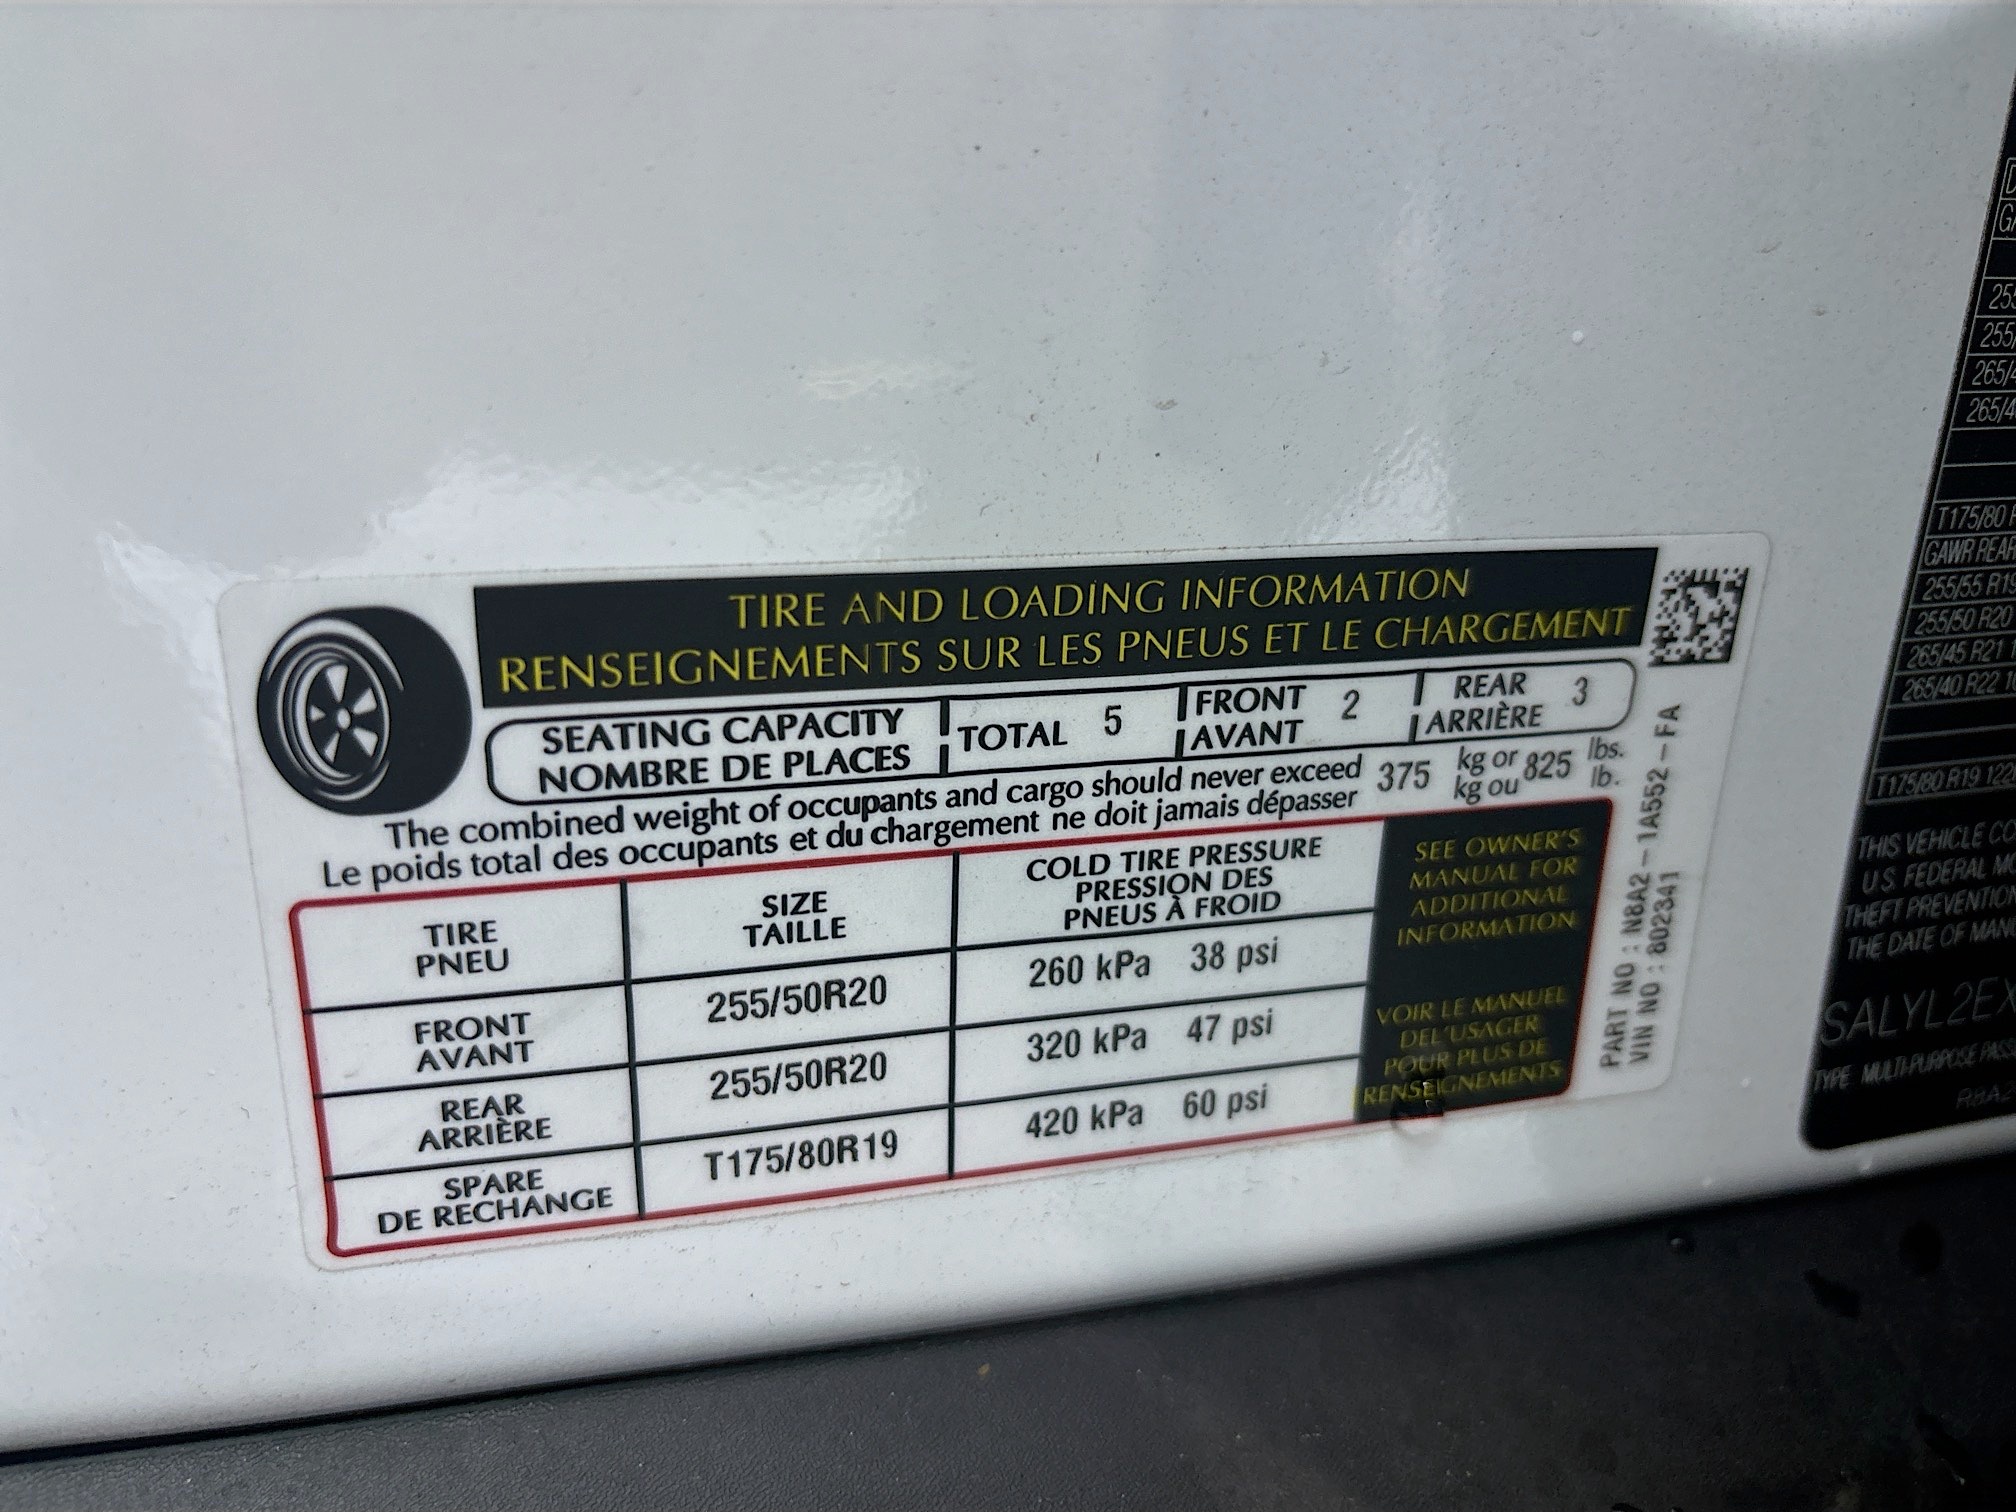 TIRE AND LOADING INFORMATION
RENSEIGNEMENTS SUR LES PNEUS ET LE CHARGEMENT
SEATING CAPACITY
NOMBRE DE PLACES
TOTAL 5
FRONT
AVANT
2
REAR
ARRIÈRE
3
The combined weight of occupants and cargo should never exceed
Le poids total des occupants et du chargement ne doit jamais dépasser
375
kg or
kg ou
825
lbs.
lb.
TIRE
PNEU
SIZE
TAILLE
COLD TIRE PRESSURE
PRESSION DES
PNEUS À FROID
FRONT
AVANT
255/50R20
260 kPa 38 psi
REAR
ARRIÈRE
255/50R20
320 kPa 47 psi
SPARE
DE RECHANGE
T175/80R19
420 kPa 60 psi
SEE OWNER'S
MANUAL FOR
ADDITIONAL
INFORMATION
VOIR LE MANUEL
DEL'USAGER
POUR PLUS DE
RENSEIGNEMENTS
PART NO : N8A2-1A552-FA
VIN NO : 802341
T175/80
GAWR REAR
255/55 R19
255/50 R20
265/45 R21
265/40 R22
T175/80 R19
THIS VEHICLE
U.S. FEDERAL
THEFT PREVENTION
THE DATE OF
SALYL2EX
TYPE MULTI-PURPOSE